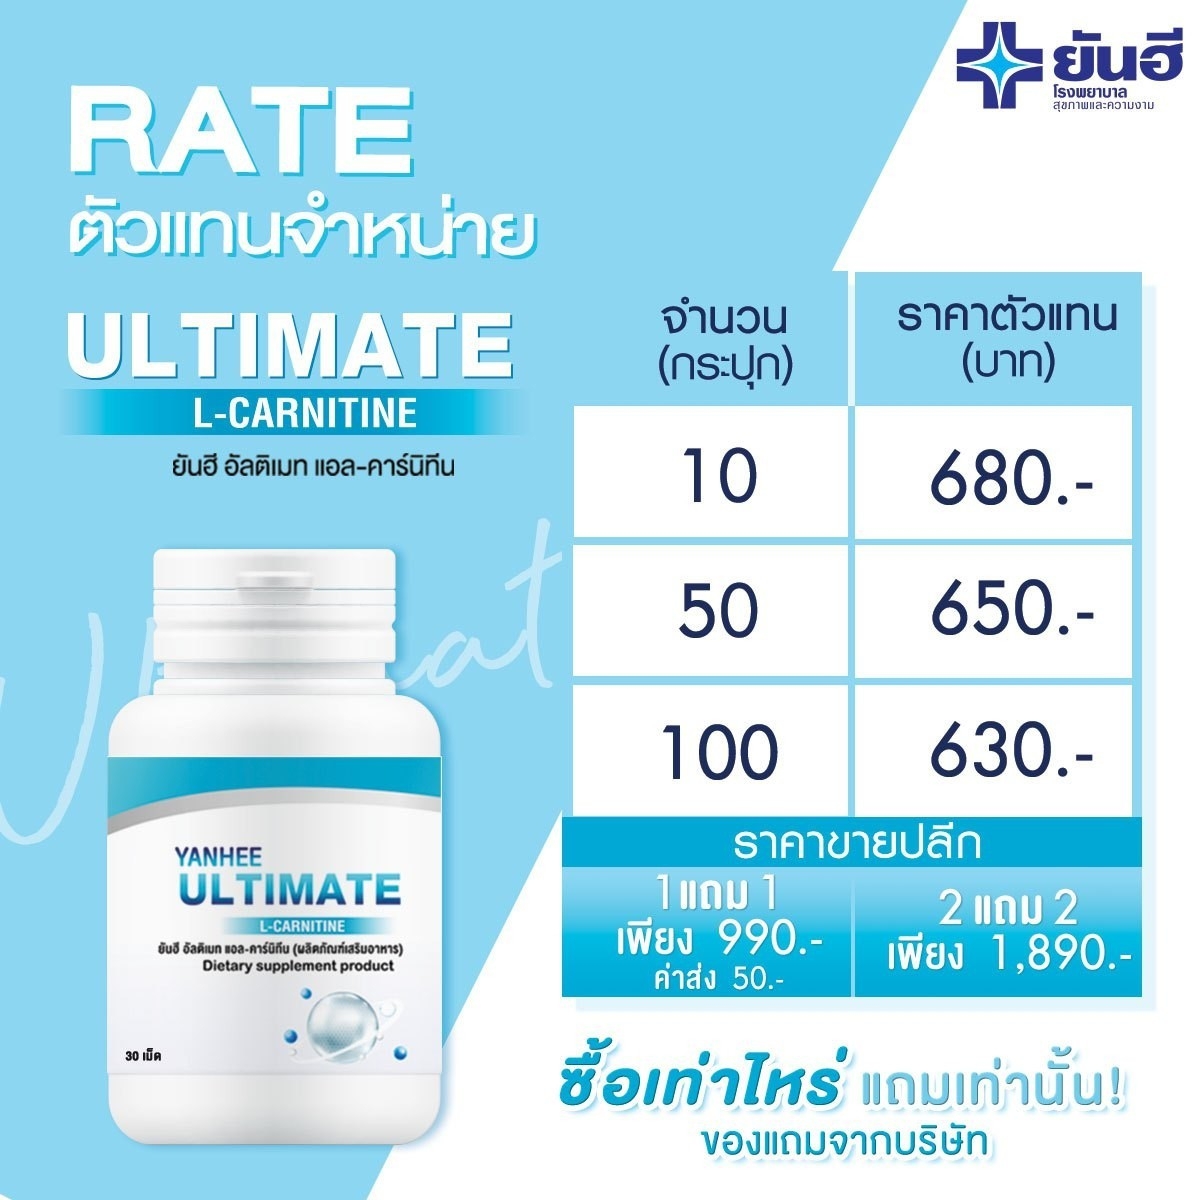 ยันฮี
โรงพยาบาล
สุขภาพและความงาม
RATE
ตัวแทนจำหน่าย
ULTIMATE
L-CARNITINE
ยันฮี อัลติเมท แอล-คาร์นิทีน
จำนวน ราคาตัวแทน
(กระปุก) (บาท)
10 680.-
50 650.-
100 630.-
ราคาขายปลีก
1 แถม 1
เพียง 990.-
ค่าส่ง 50.-
2 แถม 2
เพียง 1,890.-
YANHEE
ULTIMATE
L-CARNITINE
ยันฮี อัลติเมท แอล-คาร์นิทีน (ผลิตภัณฑ์เสริมอาหาร)
Dietary supplement product
30 เม็ด
ซื้อเท่าไหร่ แถมเท่านั้น!
ของแถมจากบริษัท